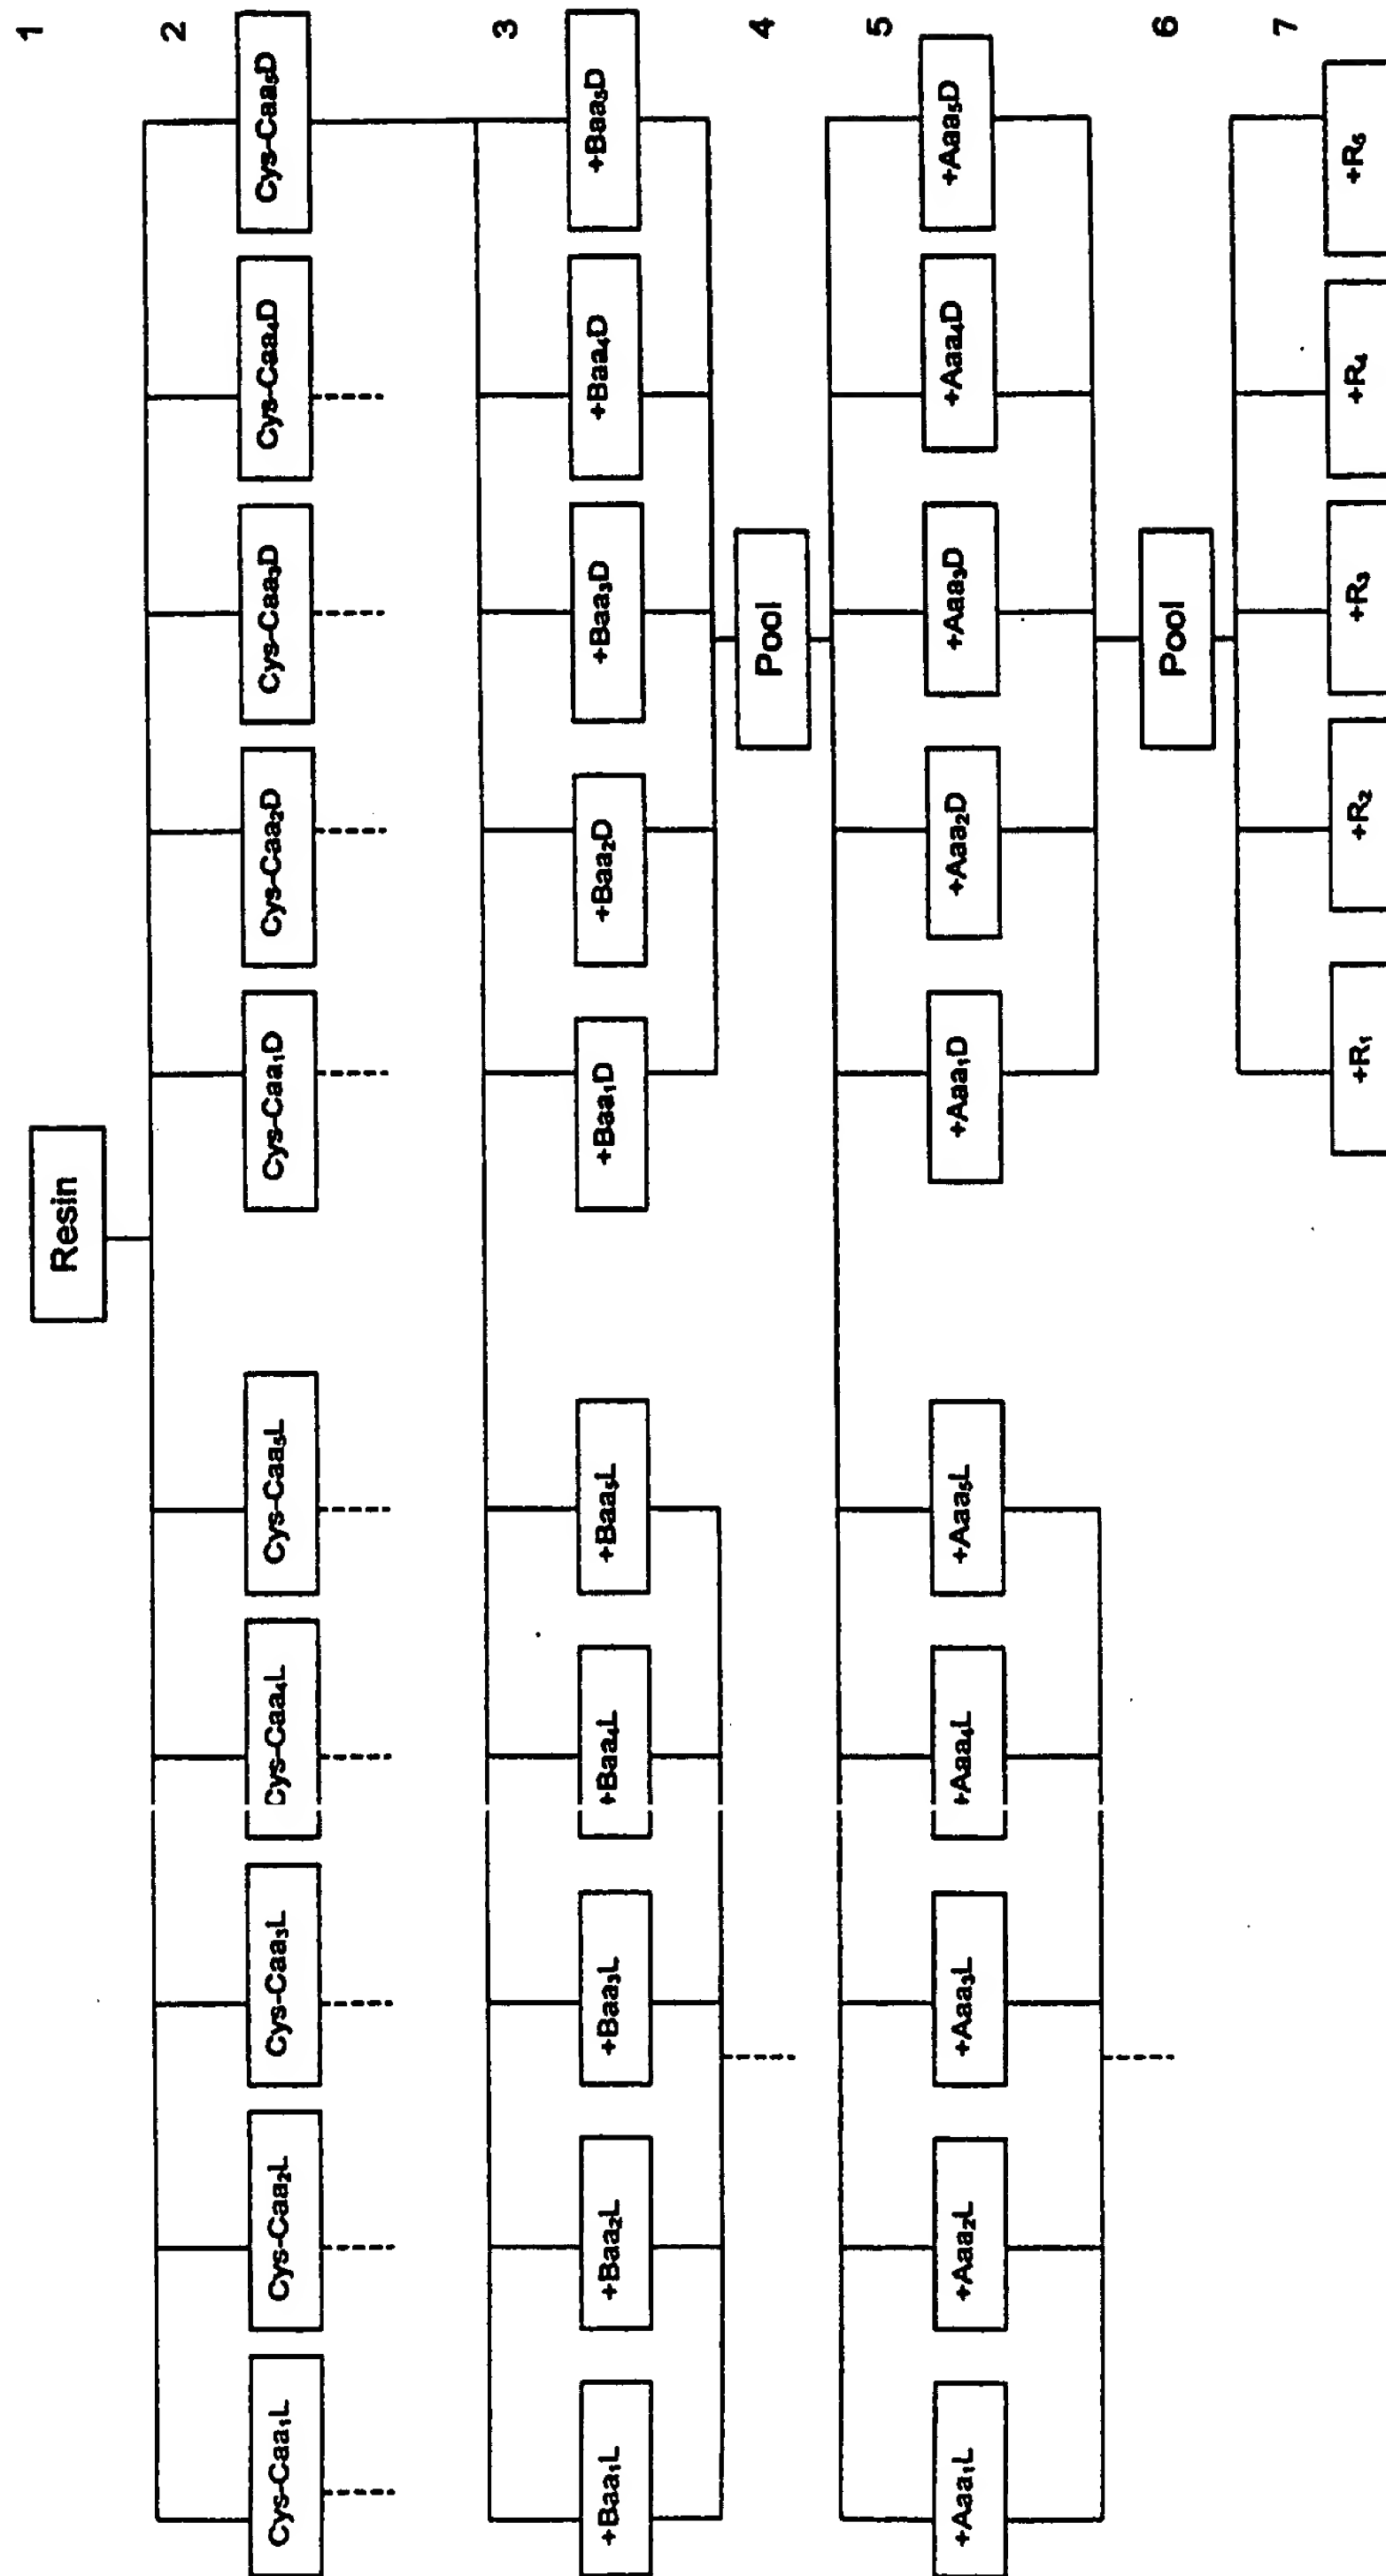 1
Resin
2
Cys-Caa₁L Cys-Caa₂L Cys-Caa₃L Cys-Caa₄L Cys-Caa₅L Cys-Caa₁D Cys-Caa₂D Cys-Caa₃D Cys-Caa₄D Cys-Caa₅D
3
+Baa₁L +Baa₂L +Baa₃L +Baa₄L +Baa₅L +Baa₁D +Baa₂D +Baa₃D +Baa₄D +Baa₅D
4
Pool
5
+Aaa₁L +Aaa₂L +Aaa₃L +Aaa₄L +Aaa₅L +Aaa₁D +Aaa₂D +Aaa₃D +Aaa₄D +Aaa₅D
6
Pool
7
+R₁ +R₂ +R₃ +R₄ +R₅